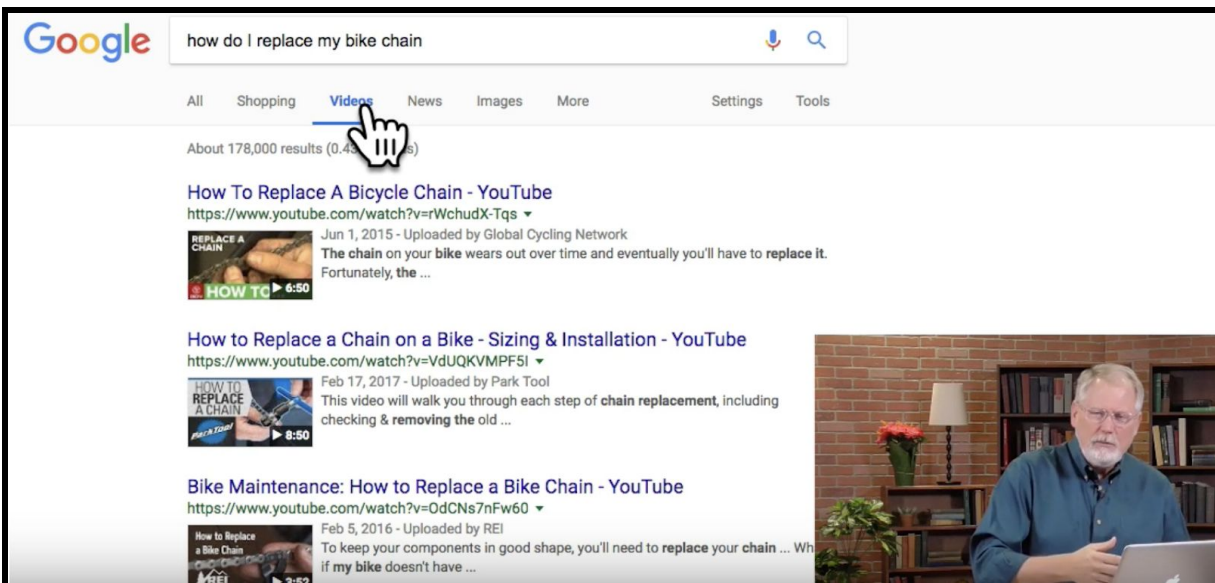 Google
how do I replace my bike chain
All Shopping Videos News Images More Settings Tools
About 178,000 results (0.43 s)
How To Replace A Bicycle Chain - YouTube
https://www.youtube.com/watch?v=rWchudX-Tqs
REPLACE A
CHAIN
HOW TO
6:50
Jun 1, 2015 - Uploaded by Global Cycling Network
The chain on your bike wears out over time and eventually you'll have to replace it.
Fortunately, the ...
How to Replace a Chain on a Bike - Sizing & Installation - YouTube
https://www.youtube.com/watch?v=VdUQKVMPF5I
HOW TO
REPLACE
A CHAIN
ParkTool
8:50
Feb 17, 2017 - Uploaded by Park Tool
This video will walk you through each step of chain replacement, including
checking & removing the old ...
Bike Maintenance: How to Replace a Bike Chain - YouTube
https://www.youtube.com/watch?v=OdCNs7nFw60
How to Replace
a Bike Chain
REI
3:52
Feb 5, 2016 - Uploaded by REI
To keep your components in good shape, you'll need to replace your chain ... Wh
if my bike doesn't have ...